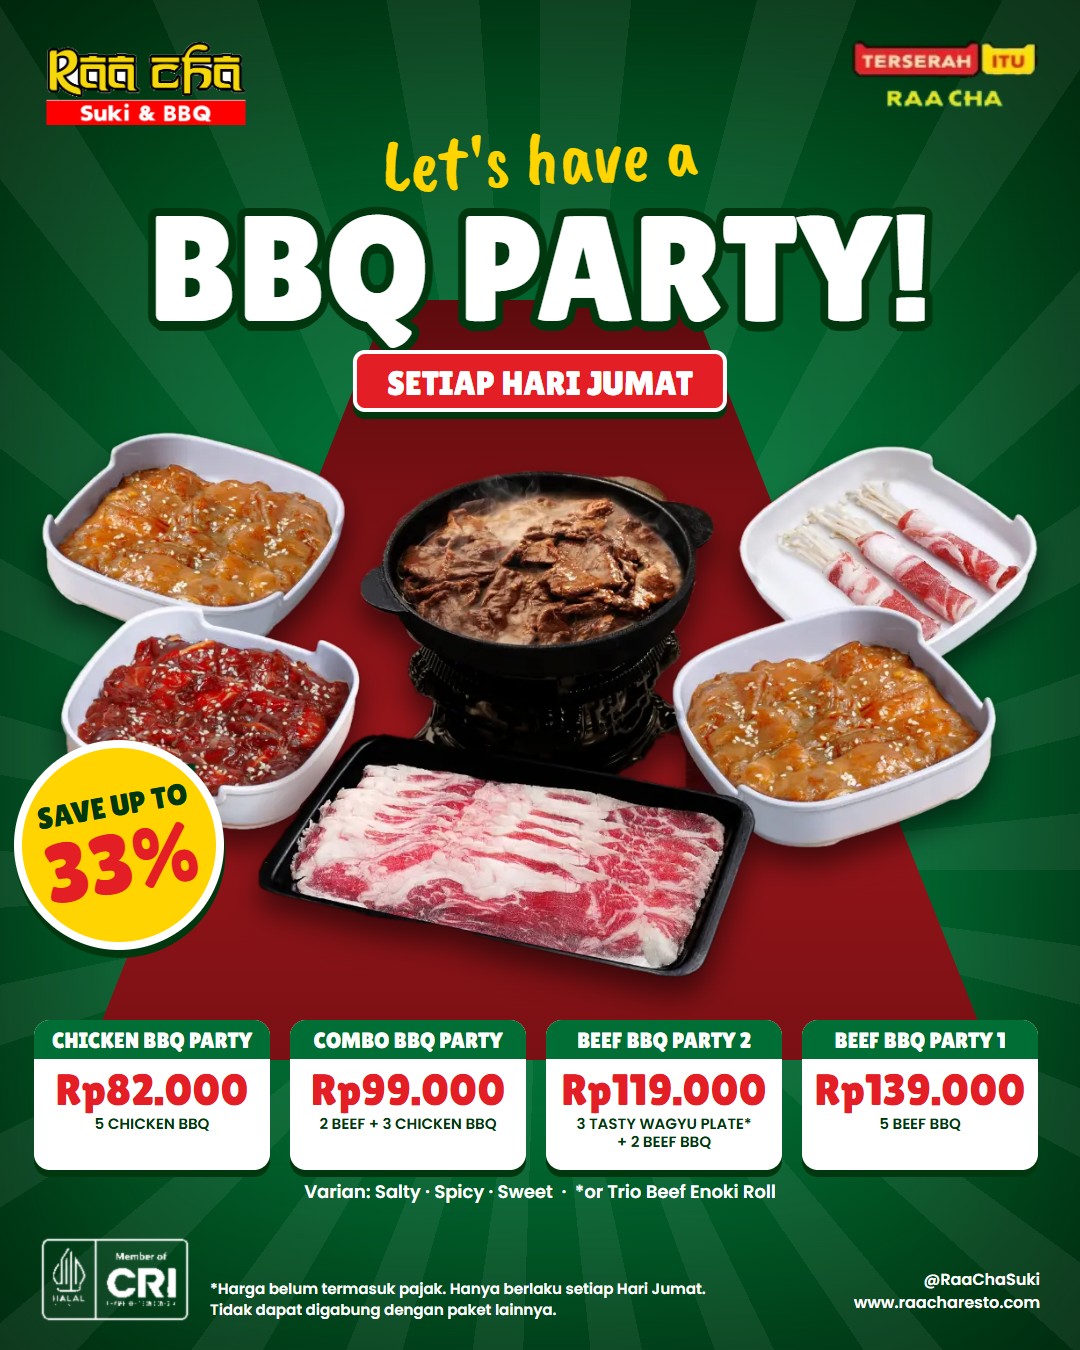 Raa cha
Suki & BBQ
TERSERAH ITU
RAA CHA
Let's have a
BBQ PARTY!
SETIAP HARI JUMAT
SAVE UP TO
33%
CHICKEN BBQ PARTY
Rp82.000
5 CHICKEN BBQ
COMBO BBQ PARTY
Rp99.000
2 BEEF + 3 CHICKEN BBQ
BEEF BBQ PARTY 2
Rp119.000
3 TASTY WAGYU PLATE*
+ 2 BEEF BBQ
BEEF BBQ PARTY 1
Rp139.000
5 BEEF BBQ
Varian: Salty · Spicy · Sweet · *or Trio Beef Enoki Roll
HALAL
Member of
CRI
*Harga belum termasuk pajak. Hanya berlaku setiap Hari Jumat.
Tidak dapat digabung dengan paket lainnya.
@RaaChaSuki
www.raacharesto.com